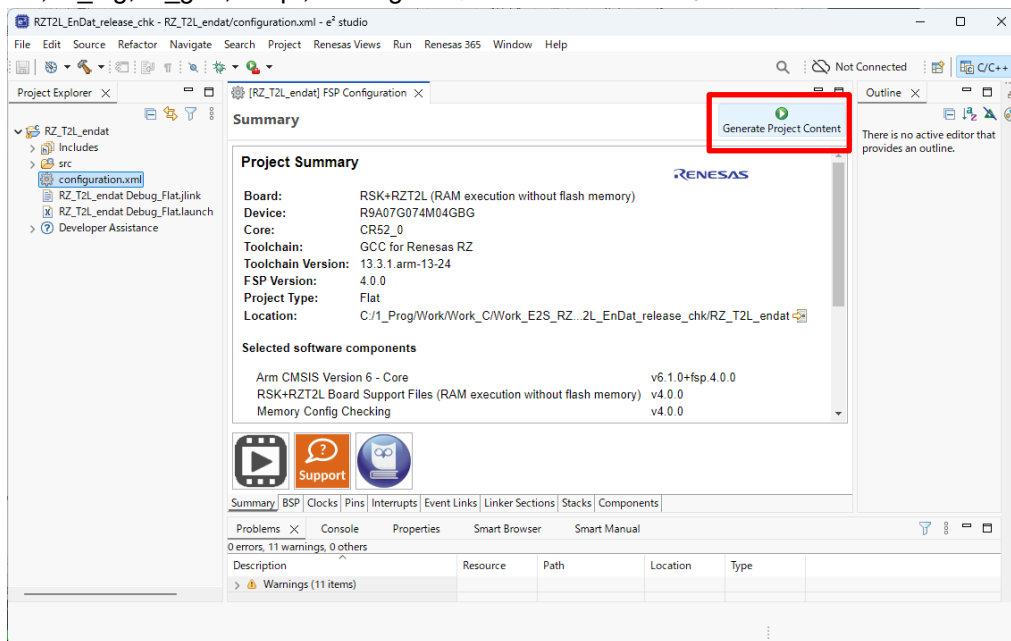 RZT2L_EnDat_release_chk - RZ_T2L_endat/configuration.xml - e² studio
File Edit Source Refactor Navigate Search Project Renesas Views Run Renesas 365 Window Help
Not Connected
C/C++
Project Explorer
[RZ_T2L_endat] FSP Configuration
Outline
RZ_T2L_endat
Includes
src
configuration.xml
RZ_T2L_endat Debug_Flat.jlink
RZ_T2L_endat Debug_Flat.launch
Developer Assistance
Summary
Generate Project Content
There is no active editor that
provides an outline.
Project Summary
RENESAS
Board: RSK+RZT2L (RAM execution without flash memory)
Device: R9A07G074M04GBG
Core: CR52_0
Toolchain: GCC for Renesas RZ
Toolchain Version: 13.3.1.arm-13-24
FSP Version: 4.0.0
Project Type: Flat
Location: C:/1_Prog/Work/Work_C/Work_E2S_RZ...2L_EnDat_release_chk/RZ_T2L_endat
Selected software components
Arm CMSIS Version 6 - Core v6.1.0+fsp.4.0.0
RSK+RZT2L Board Support Files (RAM execution without flash memory) v4.0.0
Memory Config Checking v4.0.0
Support
Summary BSP Clocks Pins Interrupts Event Links Linker Sections Stacks Components
Problems Console Properties Smart Browser Smart Manual
0 errors, 11 warnings, 0 others
Description Resource Path Location Type
Warnings (11 items)